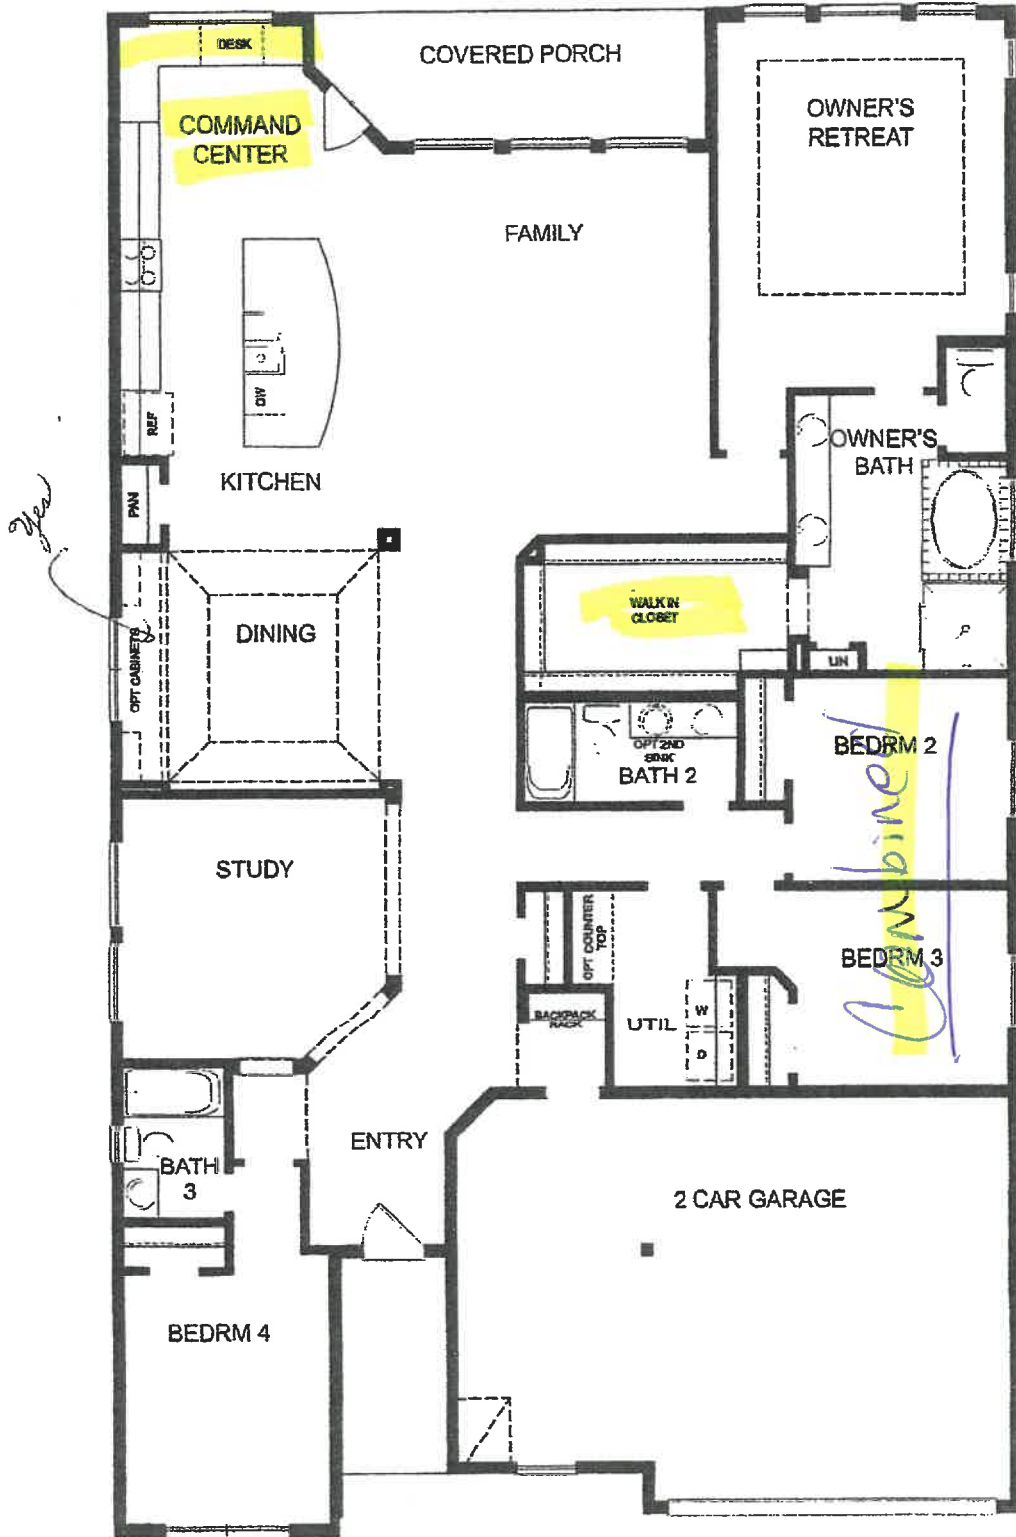 DESK
COVERED PORCH
COMMAND
CENTER
OWNER'S
RETREAT
FAMILY
DW
REF
OWNER'S
BATH
KITCHEN
PAN
Yes
OPT CABINETS
DINING
WALK IN
CLOSET
LIN
OPT 2ND
SINK
BATH 2
BEDRM 2
Combined
STUDY
OPT COUNTER
TOP
BEDRM 3
BACKPACK
RACK
UTIL
W
D
ENTRY
BATH
3
2 CAR GARAGE
BEDRM 4